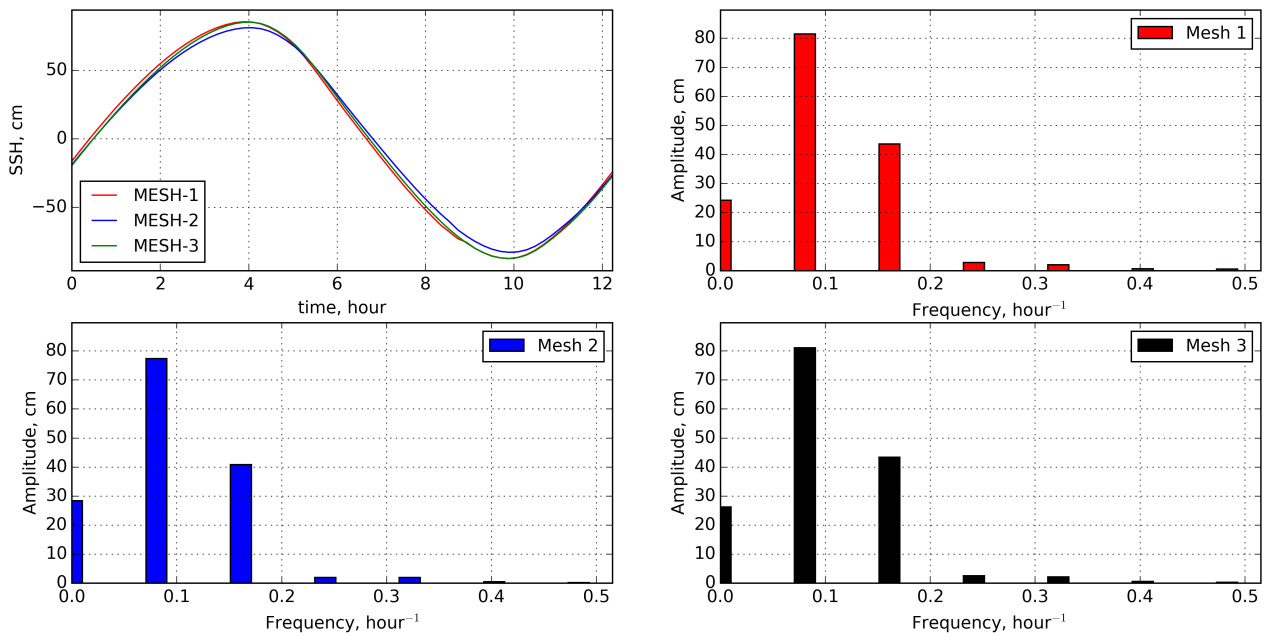 SSH, cm
50
0
−50
MESH-1
MESH-2
MESH-3
0 2 4 6 8 10 12
time, hour
Amplitude, cm
80
70
60
50
40
30
20
10
0
Mesh 1
0.0 0.1 0.2 0.3 0.4 0.5
Frequency, hour⁻¹
Amplitude, cm
80
70
60
50
40
30
20
10
0
Mesh 2
0.0 0.1 0.2 0.3 0.4 0.5
Frequency, hour⁻¹
Amplitude, cm
80
70
60
50
40
30
20
10
0
Mesh 3
0.0 0.1 0.2 0.3 0.4 0.5
Frequency, hour⁻¹